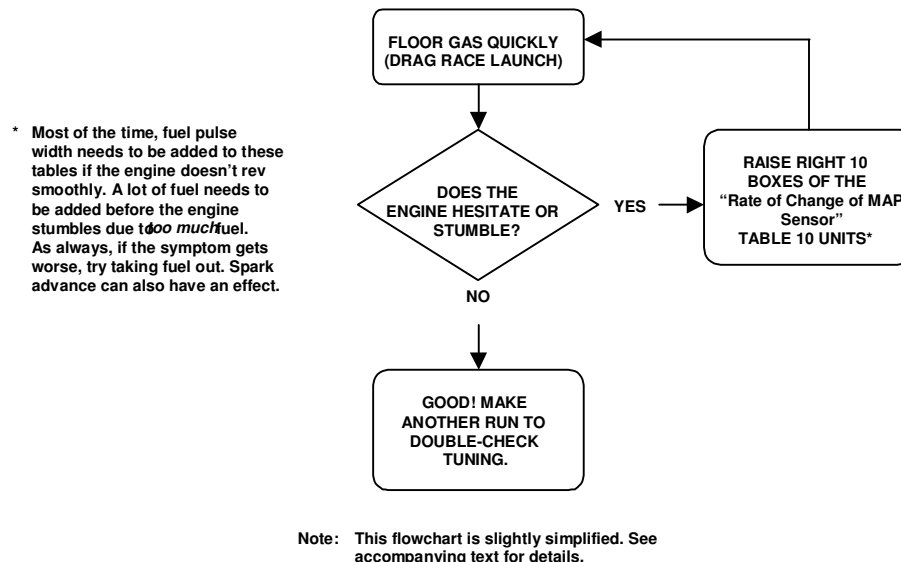 FLOOR GAS QUICKLY
(DRAG RACE LAUNCH)
* Most of the time, fuel pulse
width needs to be added to these
tables if the engine doesn't rev
smoothly. A lot of fuel needs to
be added before the engine
stumbles due to too much fuel.
As always, if the symptom gets
worse, try taking fuel out. Spark
advance can also have an effect.
DOES THE
ENGINE HESITATE OR
STUMBLE?
YES
RAISE RIGHT 10
BOXES OF THE
“Rate of Change of MAP
Sensor”
TABLE 10 UNITS*
NO
GOOD! MAKE
ANOTHER RUN TO
DOUBLE-CHECK
TUNING.
Note: This flowchart is slightly simplified. See
accompanying text for details.